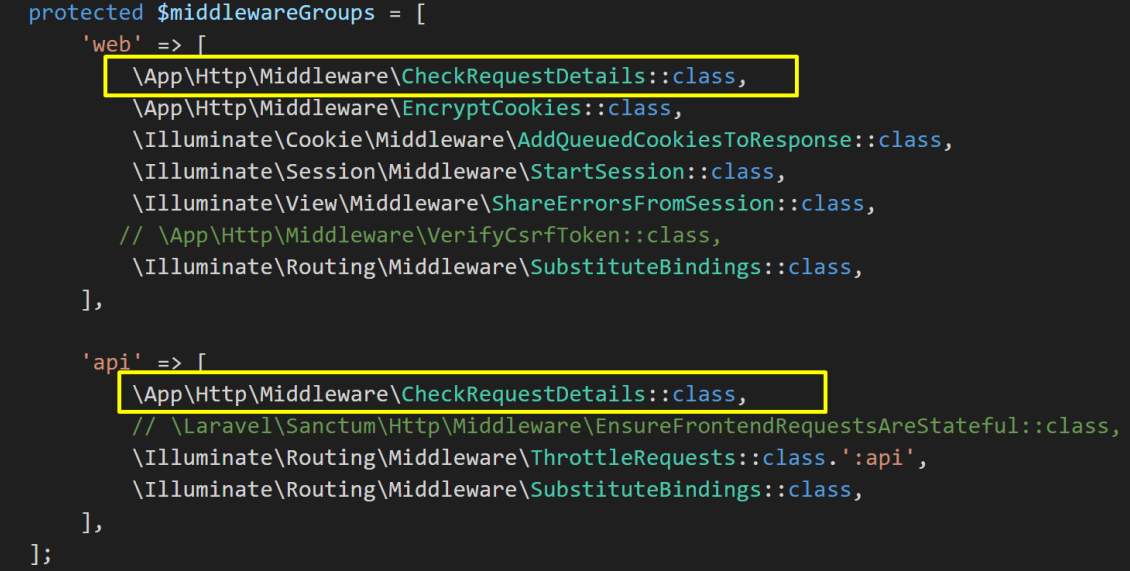 protected $middlewareGroups = [
    'web' => [
        \App\Http\Middleware\CheckRequestDetails::class,
        \App\Http\Middleware\EncryptCookies::class,
        \Illuminate\Cookie\Middleware\AddQueuedCookiesToResponse::class,
        \Illuminate\Session\Middleware\StartSession::class,
        \Illuminate\View\Middleware\ShareErrorsFromSession::class,
       // \App\Http\Middleware\VerifyCsrfToken::class,
        \Illuminate\Routing\Middleware\SubstituteBindings::class,
    ],
    'api' => [
        \App\Http\Middleware\CheckRequestDetails::class,
        // \Laravel\Sanctum\Http\Middleware\EnsureFrontendRequestsAreStateful::class,
        \Illuminate\Routing\Middleware\ThrottleRequests::class.':api',
        \Illuminate\Routing\Middleware\SubstituteBindings::class,
    ],
];